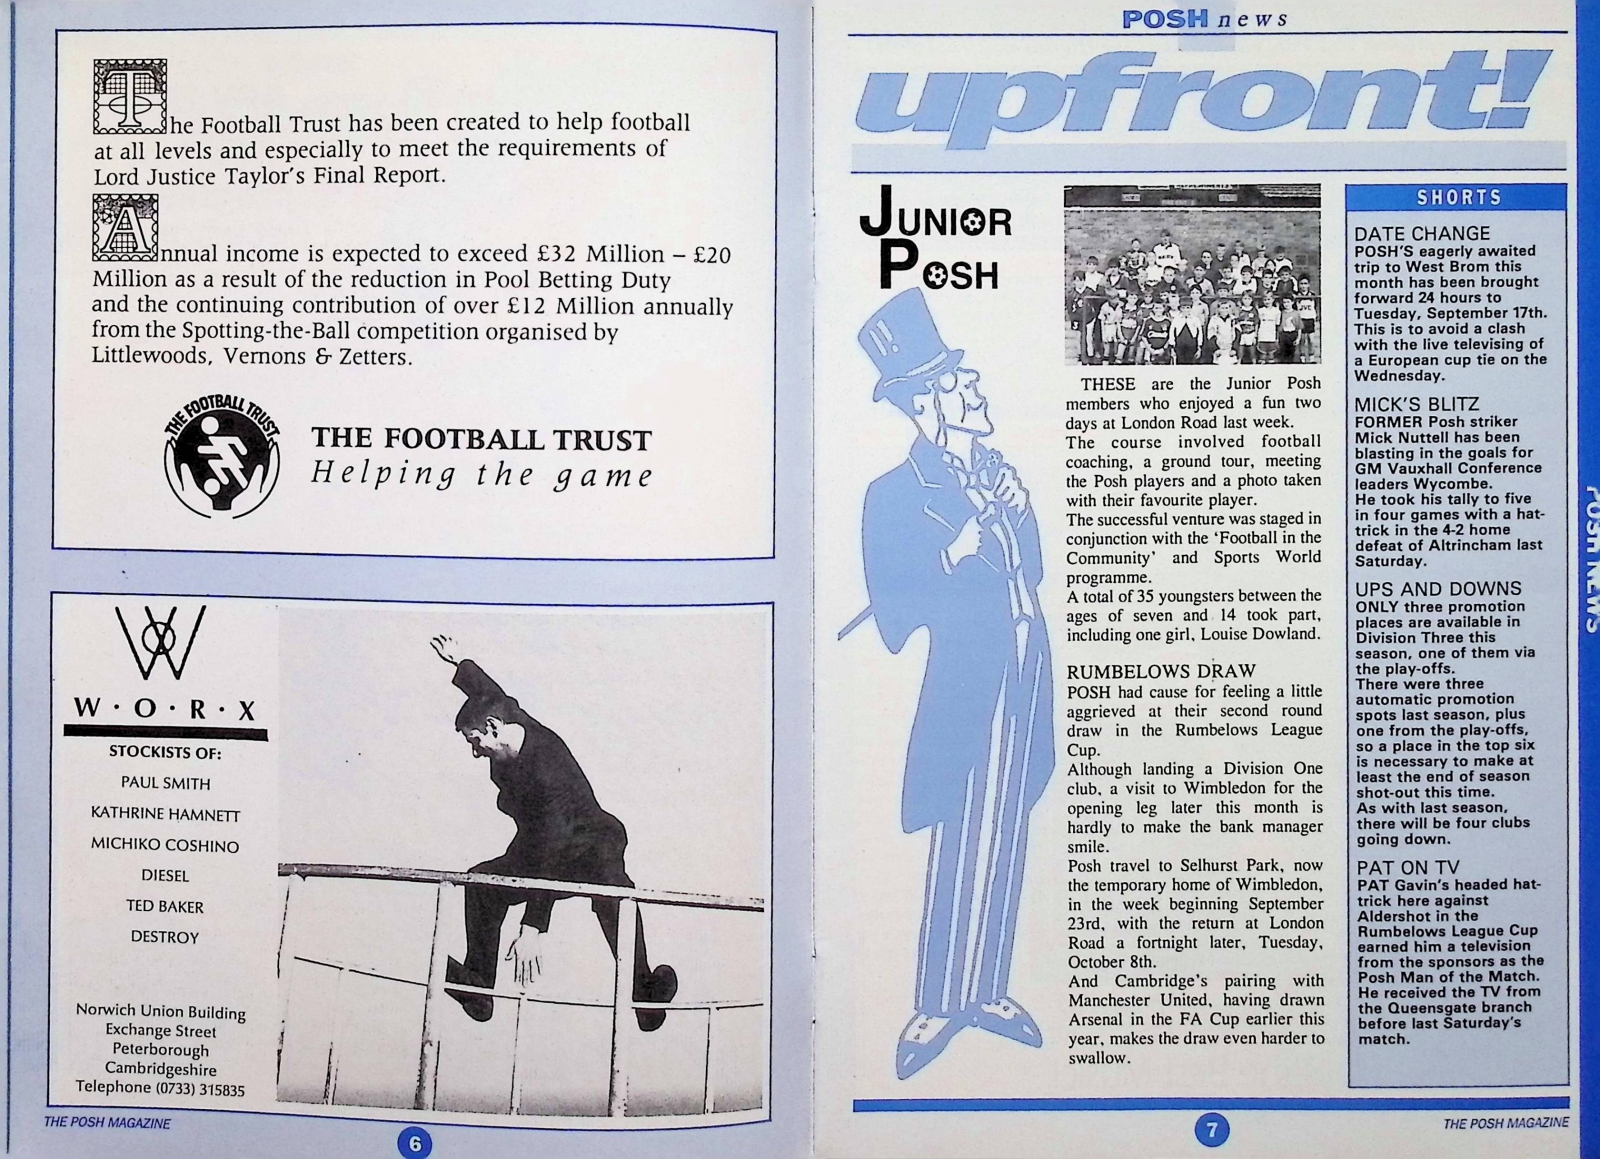 The Football Trust has been created to help football
at all levels and especially to meet the requirements of
Lord Justice Taylor's Final Report.
Annual income is expected to exceed £32 Million – £20
Million as a result of the reduction in Pool Betting Duty
and the continuing contribution of over £12 Million annually
from the Spotting-the-Ball competition organised by
Littlewoods, Vernons & Zetters.
THE FOOTBALL TRUST
THE FOOTBALL TRUST
Helping the game
W·O·R·X
STOCKISTS OF:
PAUL SMITH
KATHRINE HAMNETT
MICHIKO COSHINO
DIESEL
TED BAKER
DESTROY
Norwich Union Building
Exchange Street
Peterborough
Cambridgeshire
Telephone (0733) 315835
THE POSH MAGAZINE
6
POSH news
upfront!
JUNIOR
POSH
THESE are the Junior Posh
members who enjoyed a fun two
days at London Road last week.
The course involved football
coaching, a ground tour, meeting
the Posh players and a photo taken
with their favourite player.
The successful venture was staged in
conjunction with the 'Football in the
Community' and Sports World
programme.
A total of 35 youngsters between the
ages of seven and 14 took part,
including one girl, Louise Dowland.
RUMBELOWS DRAW
POSH had cause for feeling a little
aggrieved at their second round
draw in the Rumbelows League
Cup.
Although landing a Division One
club, a visit to Wimbledon for the
opening leg later this month is
hardly to make the bank manager
smile.
Posh travel to Selhurst Park, now
the temporary home of Wimbledon,
in the week beginning September
23rd, with the return at London
Road a fortnight later, Tuesday,
October 8th.
And Cambridge's pairing with
Manchester United, having drawn
Arsenal in the FA Cup earlier this
year, makes the draw even harder to
swallow.
SHORTS
DATE CHANGE
POSH'S eagerly awaited
trip to West Brom this
month has been brought
forward 24 hours to
Tuesday, September 17th.
This is to avoid a clash
with the live televising of
a European cup tie on the
Wednesday.
MICK'S BLITZ
FORMER Posh striker
Mick Nuttell has been
blasting in the goals for
GM Vauxhall Conference
leaders Wycombe.
He took his tally to five
in four games with a hat-
trick in the 4-2 home
defeat of Altrincham last
Saturday.
UPS AND DOWNS
ONLY three promotion
places are available in
Division Three this
season, one of them via
the play-offs.
There were three
automatic promotion
spots last season, plus
one from the play-offs,
so a place in the top six
is necessary to make at
least the end of season
shot-out this time.
As with last season,
there will be four clubs
going down.
PAT ON TV
PAT Gavin's headed hat-
trick here against
Aldershot in the
Rumbelows League Cup
earned him a television
from the sponsors as the
Posh Man of the Match.
He received the TV from
the Queensgate branch
before last Saturday's
match.
POSH NEWS
7
THE POSH MAGAZINE